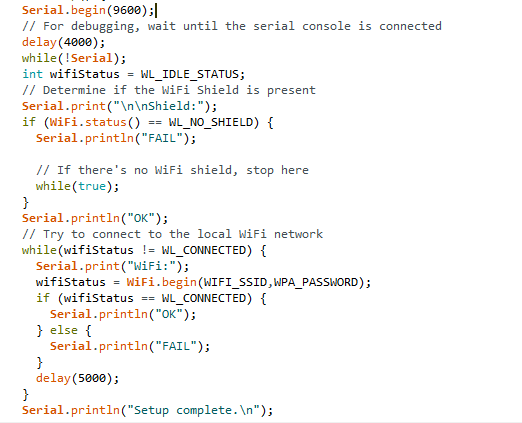 Serial.begin(9600);
// For debugging, wait until the serial console is connected
delay(4000);
while(!Serial);
int wifiStatus = WL_IDLE_STATUS;
// Determine if the WiFi Shield is present
Serial.print("\n\nShield:");
if (WiFi.status() == WL_NO_SHIELD) {
  Serial.println("FAIL");

  // If there's no WiFi shield, stop here
  while(true);
}
Serial.println("OK");
// Try to connect to the local WiFi network
while(wifiStatus != WL_CONNECTED) {
  Serial.print("WiFi:");
  wifiStatus = WiFi.begin(WIFI_SSID,WPA_PASSWORD);
  if (wifiStatus == WL_CONNECTED) {
    Serial.println("OK");
  } else {
    Serial.println("FAIL");
  }
  delay(5000);
}
Serial.println("Setup complete.\n");